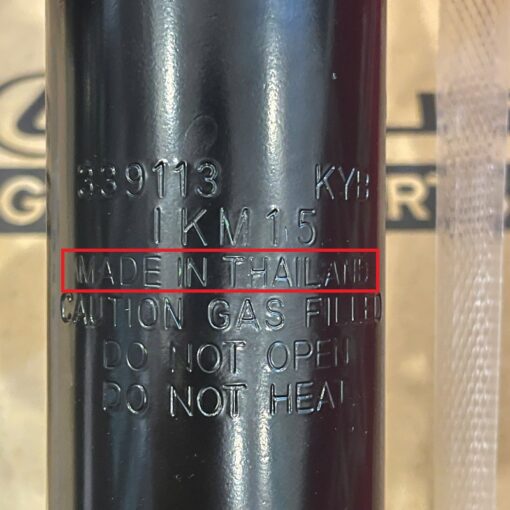 339113 KYB
1KM15
MADE IN THAILAND
CAUTION GAS FILLED
DO NOT OPEN
DO NOT HEAT